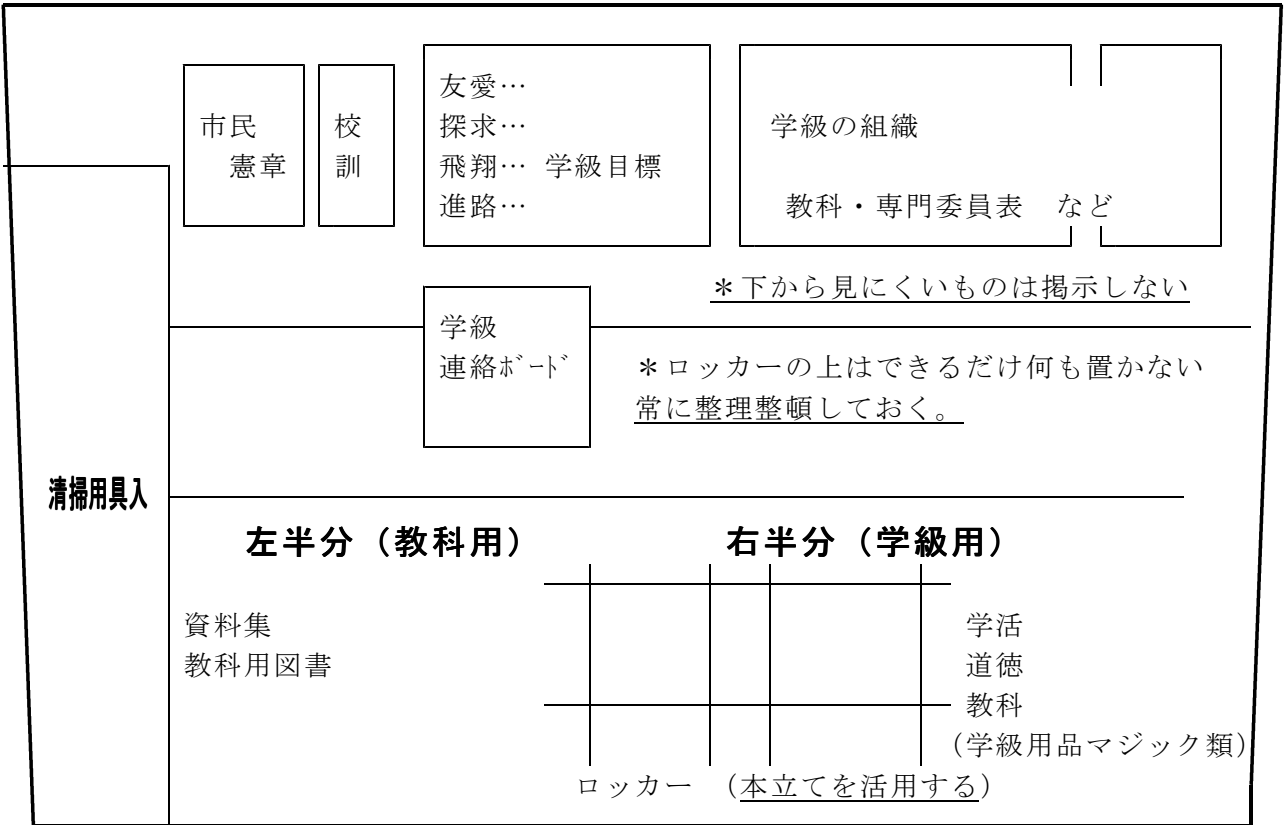 市民
憲章
校
訓
友愛…
探求…
飛翔… 学級目標
進路…
学級の組織
教科・専門委員表 など
＊下から見にくいものは掲示しない
学級
連絡ﾎﾞｰﾄﾞ
＊ロッカーの上はできるだけ何も置かない
常に整理整頓しておく。
清掃用具入
左半分（教科用） 右半分（学級用）
資料集
教科用図書
学活
道徳
教科
（学級用品マジック類）
ロッカー （本立てを活用する）